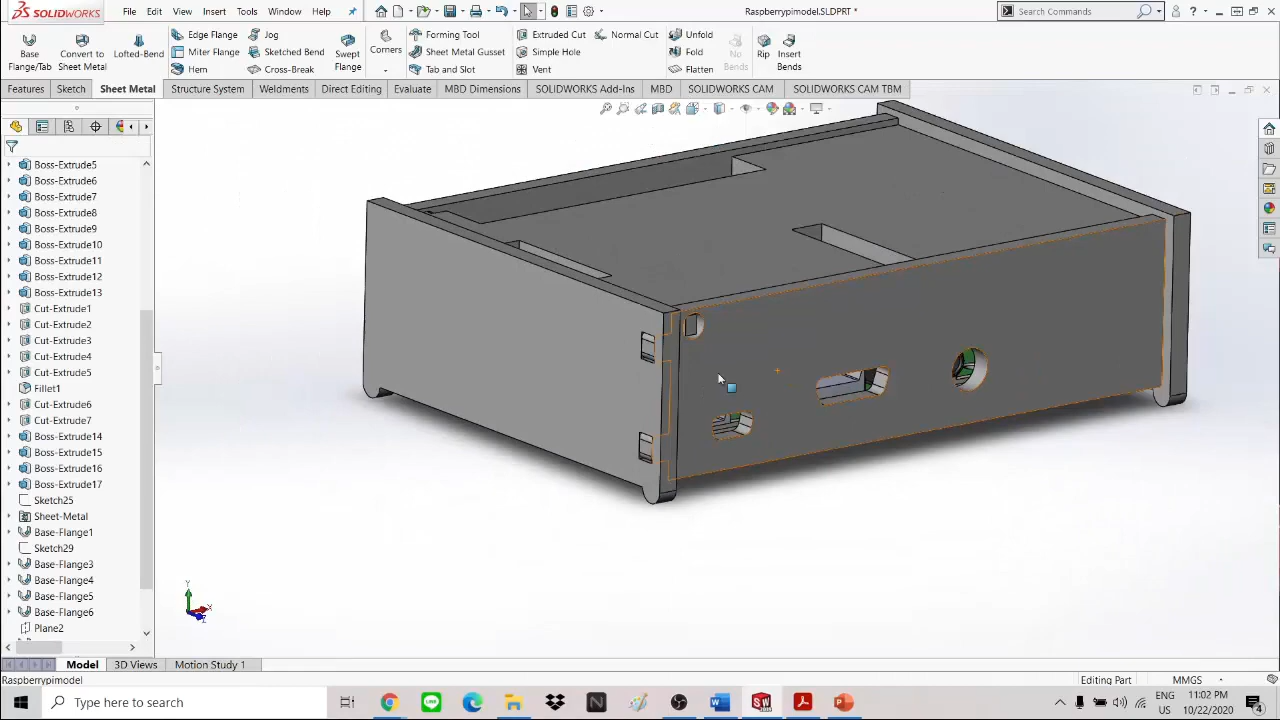 SOLIDWORKS
File
Edit
View
Insert
Tools
Window
Help
Raspberrypimodel.SLDPRT *
Search Commands
Base
Flange/Tab
Convert to
Sheet Metal
Lofted-Bend
Edge Flange
Miter Flange
Hem
Jog
Sketched Bend
Cross-Break
Swept
Flange
Corners
Forming Tool
Sheet Metal Gusset
Tab and Slot
Extruded Cut
Simple Hole
Vent
Normal Cut
Unfold
Fold
Flatten
No
Bends
Rip
Insert
Bends
Features
Sketch
Sheet Metal
Structure System
Weldments
Direct Editing
Evaluate
MBD Dimensions
SOLIDWORKS Add-Ins
MBD
SOLIDWORKS CAM
SOLIDWORKS CAM TBM
Boss-Extrude5
Boss-Extrude6
Boss-Extrude7
Boss-Extrude8
Boss-Extrude9
Boss-Extrude10
Boss-Extrude11
Boss-Extrude12
Boss-Extrude13
Cut-Extrude1
Cut-Extrude2
Cut-Extrude3
Cut-Extrude4
Cut-Extrude5
Fillet1
Cut-Extrude6
Cut-Extrude7
Boss-Extrude14
Boss-Extrude15
Boss-Extrude16
Boss-Extrude17
Sketch25
Sheet-Metal
Base-Flange1
Sketch29
Base-Flange3
Base-Flange4
Base-Flange5
Base-Flange6
Plane2
Y
X
Z
Model
3D Views
Motion Study 1
Raspberrypimodel
Editing Part
MMGS
Type here to search
ENG
US
11:02 PM
10/22/2020